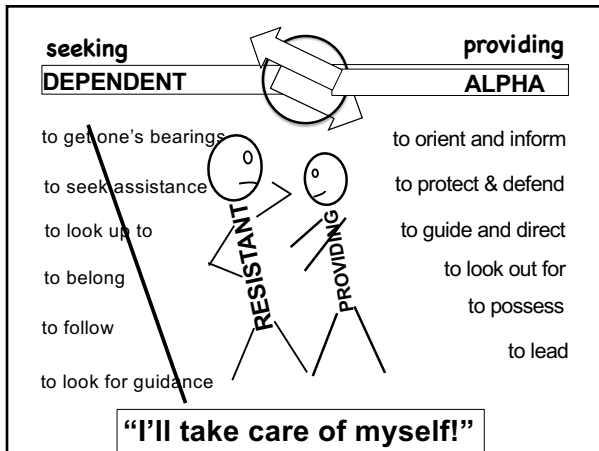 seeking
providing
DEPENDENT
ALPHA
to get one's bearings
to seek assistance
to look up to
to belong
to follow
to look for guidance
RESISTANT
PROVIDING
to orient and inform
to protect & defend
to guide and direct
to look out for
to possess
to lead
“I’ll take care of myself!”